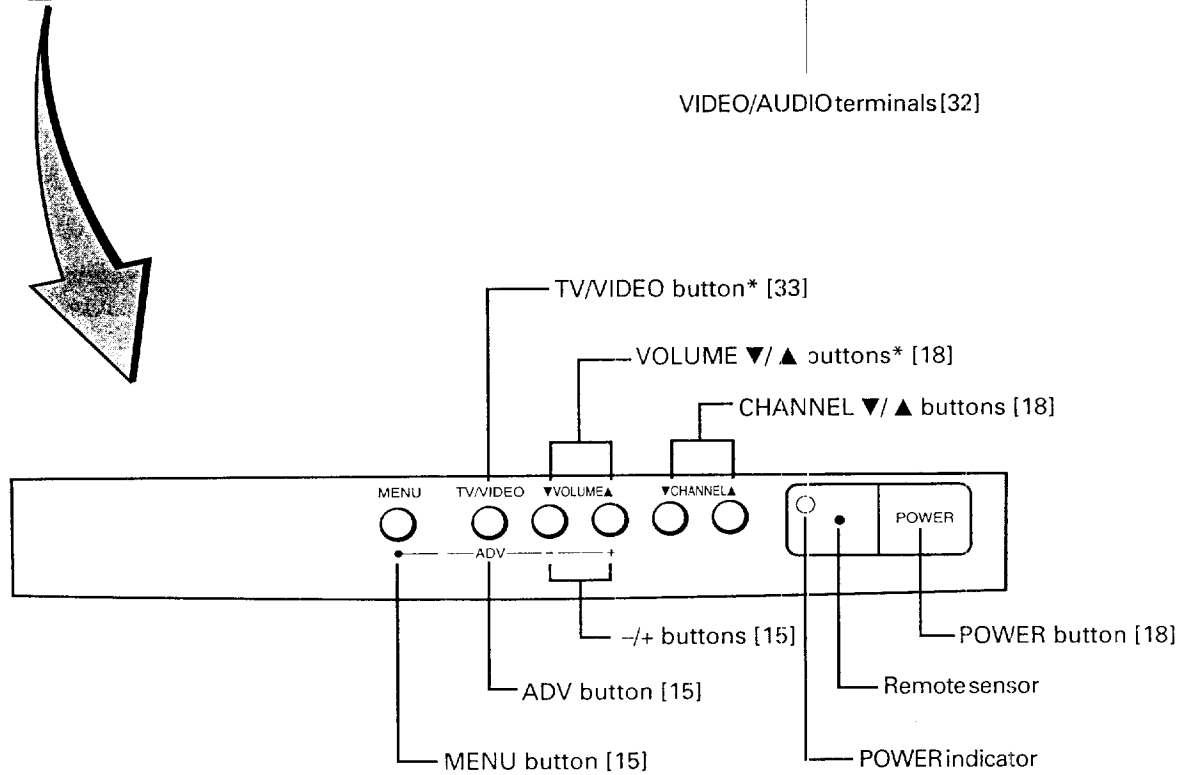 VIDEO/AUDIO terminals [32]
TV/VIDEO button* [33]
VOLUME ▼/▲ buttons* [18]
CHANNEL ▼/▲ buttons [18]
MENU TV/VIDEO ▼VOLUME▲ ▼CHANNEL▲
POWER
ADV - +
–/+ buttons [15]
POWER button [18]
ADV button [15]
Remote sensor
MENU button [15]
POWER indicator